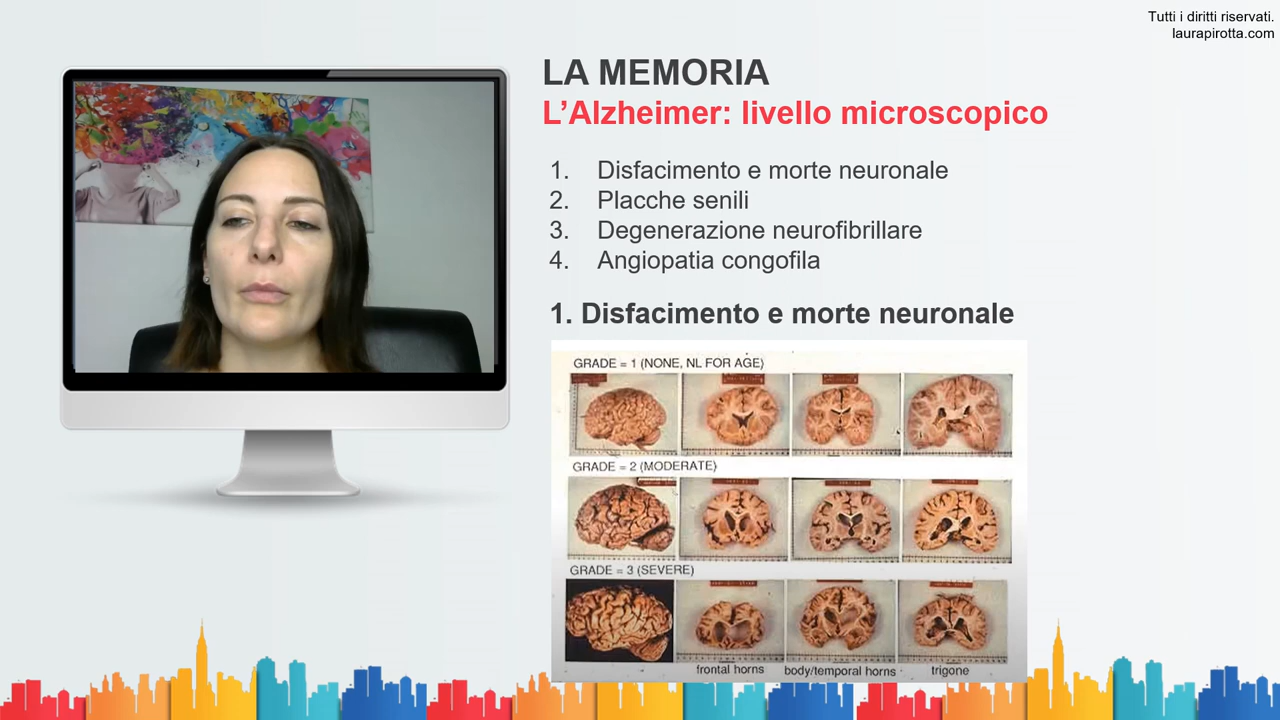 Tutti i diritti riservati.
laurapirotta.com
LA MEMORIA
L'Alzheimer: livello microscopico
1. Disfacimento e morte neuronale
2. Placche senili
3. Degenerazione neurofibrillare
4. Angiopatia congofila
1. Disfacimento e morte neuronale
GRADE = 1 (NONE, NL FOR AGE)
GRADE = 2 (MODERATE)
GRADE = 3 (SEVERE)
frontal horns body/temporal horns trigone